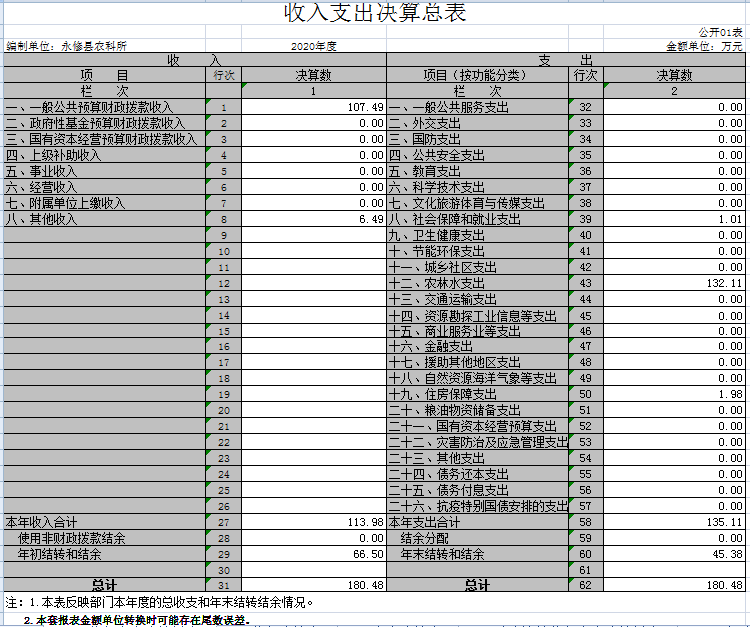 收入支出决算总表
公开01表
编制单位：永修县农科所 2020年度 金额单位：万元
收 入 支 出
项 目 行次 决算数 项目（按功能分类） 行次 决算数
栏 次 1 栏 次 2
一、一般公共预算财政拨款收入 1 107.49 一、一般公共服务支出 32 0.00
二、政府性基金预算财政拨款收入 2 0.00 二、外交支出 33 0.00
三、国有资本经营预算财政拨款收入 3 0.00 三、国防支出 34 0.00
四、上级补助收入 4 0.00 四、公共安全支出 35 0.00
五、事业收入 5 0.00 五、教育支出 36 0.00
六、经营收入 6 0.00 六、科学技术支出 37 0.00
七、附属单位上缴收入 7 0.00 七、文化旅游体育与传媒支出 38 0.00
八、其他收入 8 6.49 八、社会保障和就业支出 39 1.01
9 九、卫生健康支出 40 0.00
10 十、节能环保支出 41 0.00
11 十一、城乡社区支出 42 0.00
12 十二、农林水支出 43 132.11
13 十三、交通运输支出 44 0.00
14 十四、资源勘探工业信息等支出 45 0.00
15 十五、商业服务业等支出 46 0.00
16 十六、金融支出 47 0.00
17 十七、援助其他地区支出 48 0.00
18 十八、自然资源海洋气象等支出 49 0.00
19 十九、住房保障支出 50 1.98
20 二十、粮油物资储备支出 51 0.00
21 二十一、国有资本经营预算支出 52 0.00
22 二十二、灾害防治及应急管理支出 53 0.00
23 二十三、其他支出 54 0.00
24 二十四、债务还本支出 55 0.00
25 二十五、债务付息支出 56 0.00
26 二十六、抗疫特别国债安排的支出 57 0.00
本年收入合计 27 113.98 本年支出合计 58 135.11
使用非财政拨款结余 28 0.00 结余分配 59 0.00
年初结转和结余 29 66.50 年末结转和结余 60 45.38
30 61
总计 31 180.48 总计 62 180.48
注：1.本表反映部门本年度的总收支和年末结转结余情况。
2.本套报表金额单位转换时可能存在尾数误差。